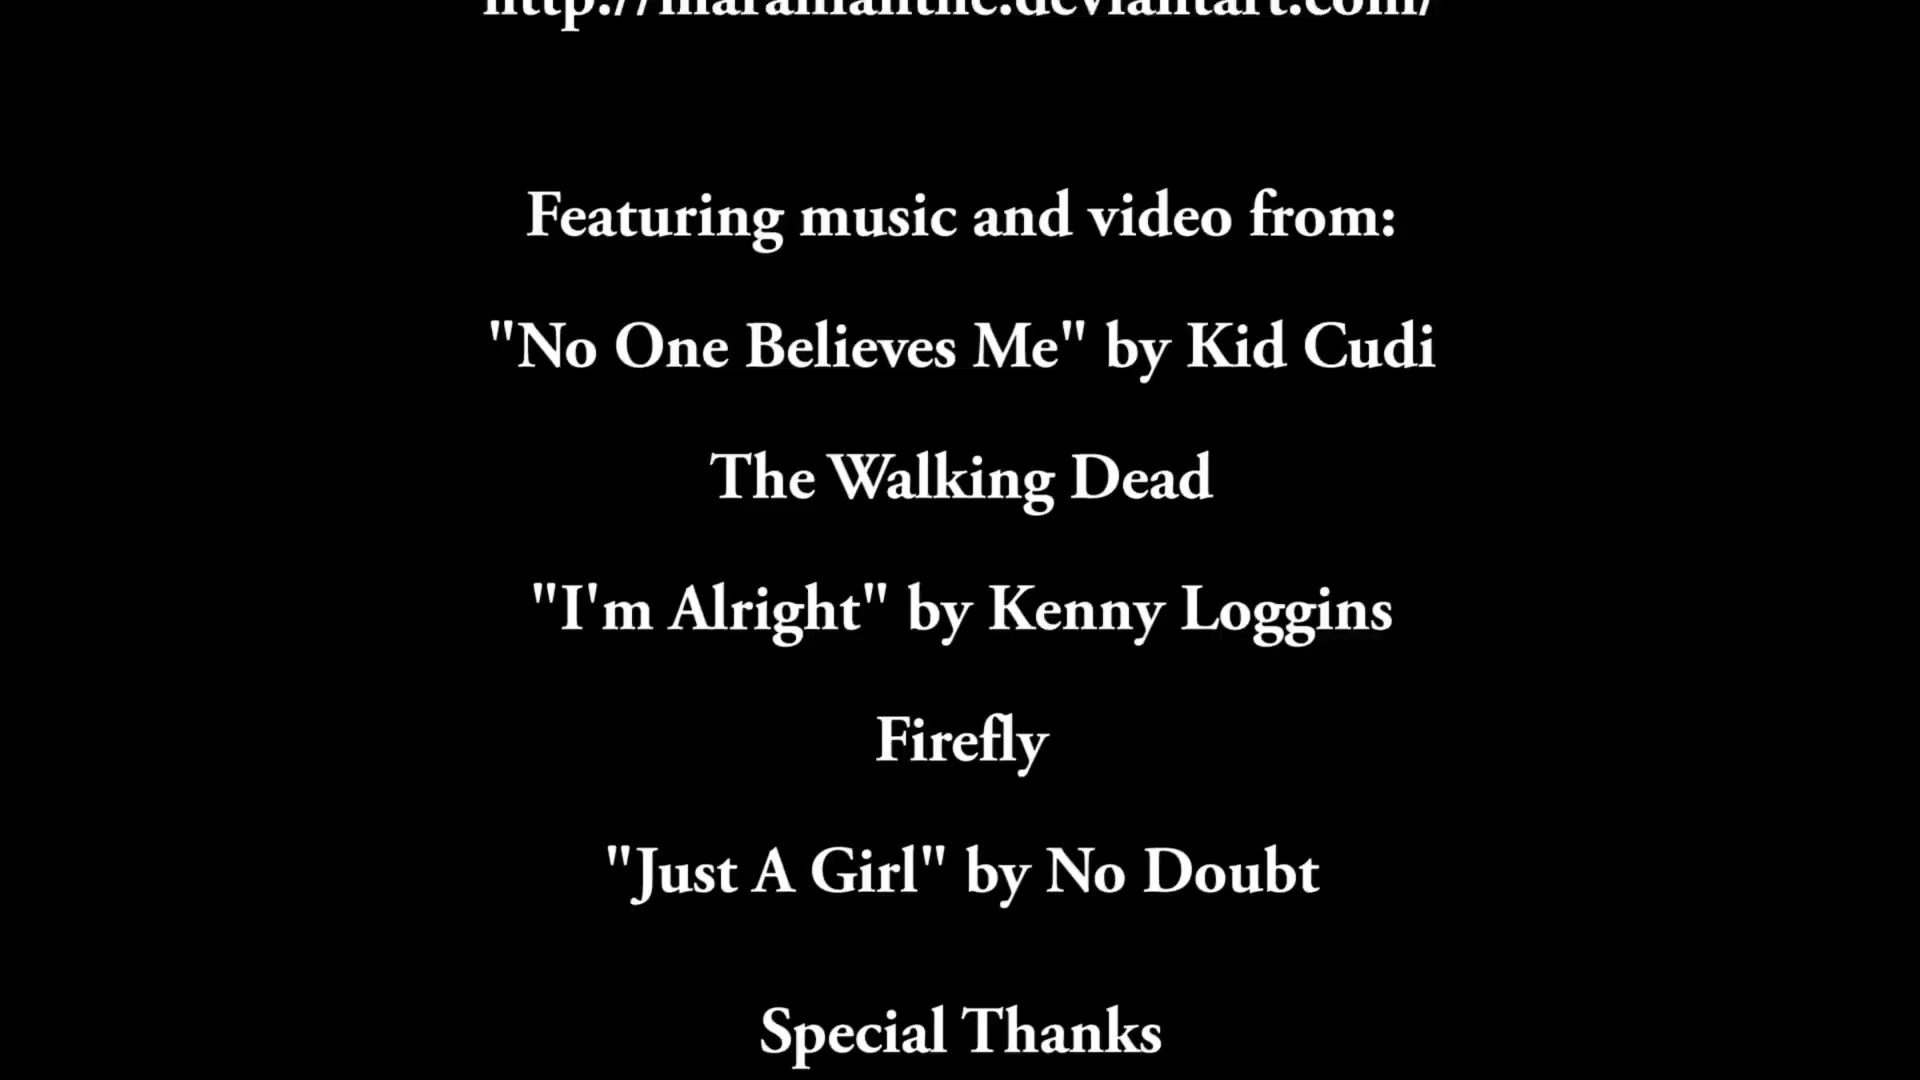 Featuring music and video from:
"No One Believes Me" by Kid Cudi
The Walking Dead
"I'm Alright" by Kenny Loggins
Firefly
"Just A Girl" by No Doubt
Special Thanks